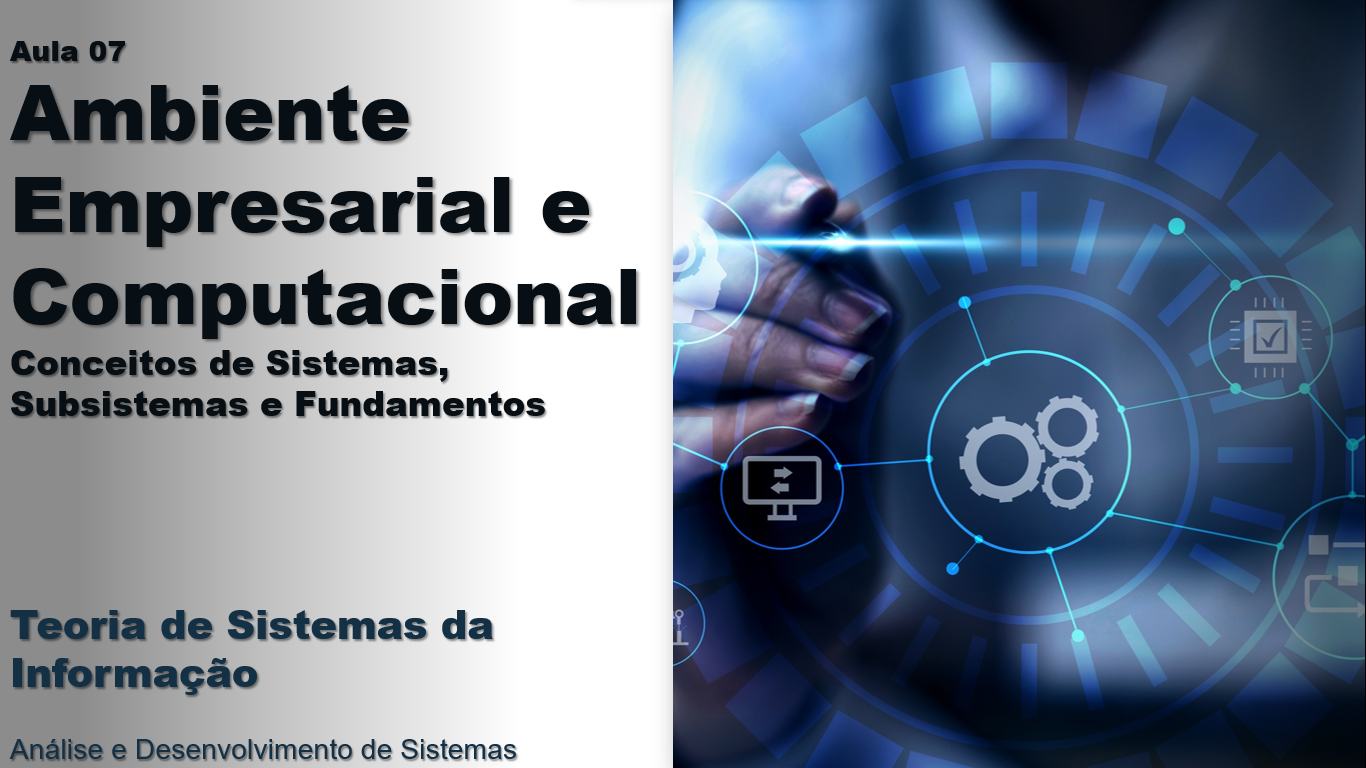 Aula 07
Ambiente
Empresarial e
Computacional
Conceitos de Sistemas,
Subsistemas e Fundamentos
Teoria de Sistemas da
Informação
Análise e Desenvolvimento de Sistemas